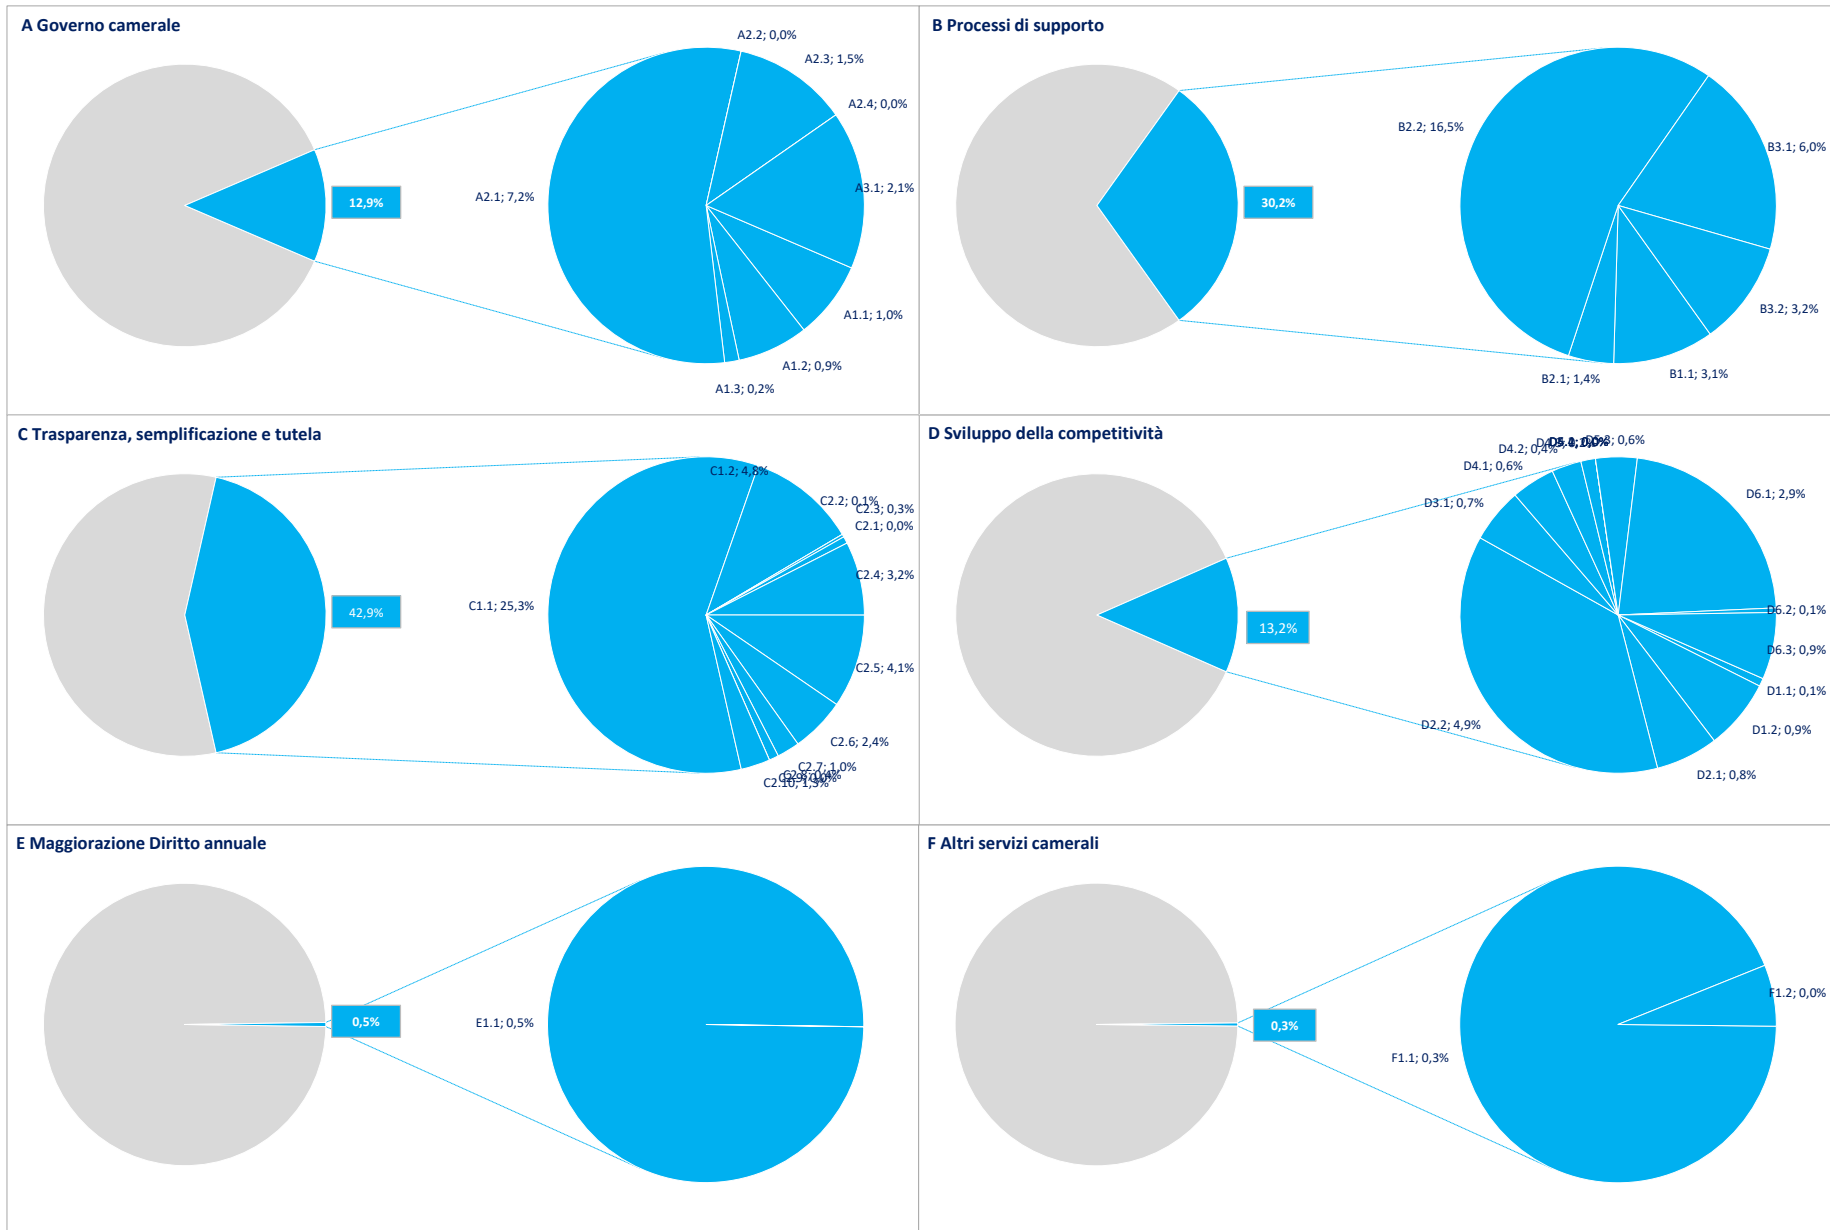 A Governo camerale
A2.2; 0,0%
A2.3; 1,5%
A2.4; 0,0%
A2.1; 7,2%
A3.1; 2,1%
12,9%
A1.1; 1,0%
A1.2; 0,9%
A1.3; 0,2%
B Processi di supporto
B2.2; 16,5%
B3.1; 6,0%
30,2%
B3.2; 3,2%
B1.1; 3,1%
B2.1; 1,4%
C Trasparenza, semplificazione e tutela
C1.2; 4,8%
C2.2; 0,1%
C2.3; 0,3%
C2.1; 0,0%
C2.4; 3,2%
C1.1; 25,3%
42,9%
C2.5; 4,1%
C2.6; 2,4%
C2.7; 1,0%
C2.10; 1,3%
D Sviluppo della competitività
D4.2; 0,4%
D5.3; 0,6%
D4.1; 0,6%
D3.1; 0,7%
D6.1; 2,9%
D6.2; 0,1%
13,2%
D6.3; 0,9%
D1.1; 0,1%
D2.2; 4,9%
D1.2; 0,9%
D2.1; 0,8%
E Maggiorazione Diritto annuale
E1.1; 0,5%
0,5%
F Altri servizi camerali
F1.2; 0,0%
0,3%
F1.1; 0,3%